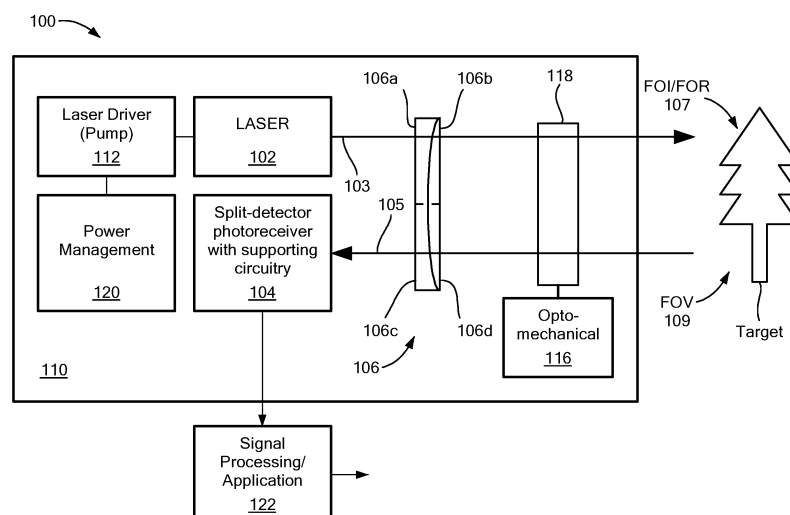 100
106a
106b
118
FOI/FOR
107
Laser Driver
(Pump)
112
LASER
102
103
Power
Management
120
Split-detector
photoreceiver
with supporting
circuitry
104
105
106c
106d
106
Opto-
mechanical
116
FOV
109
Target
110
Signal
Processing/
Application
122